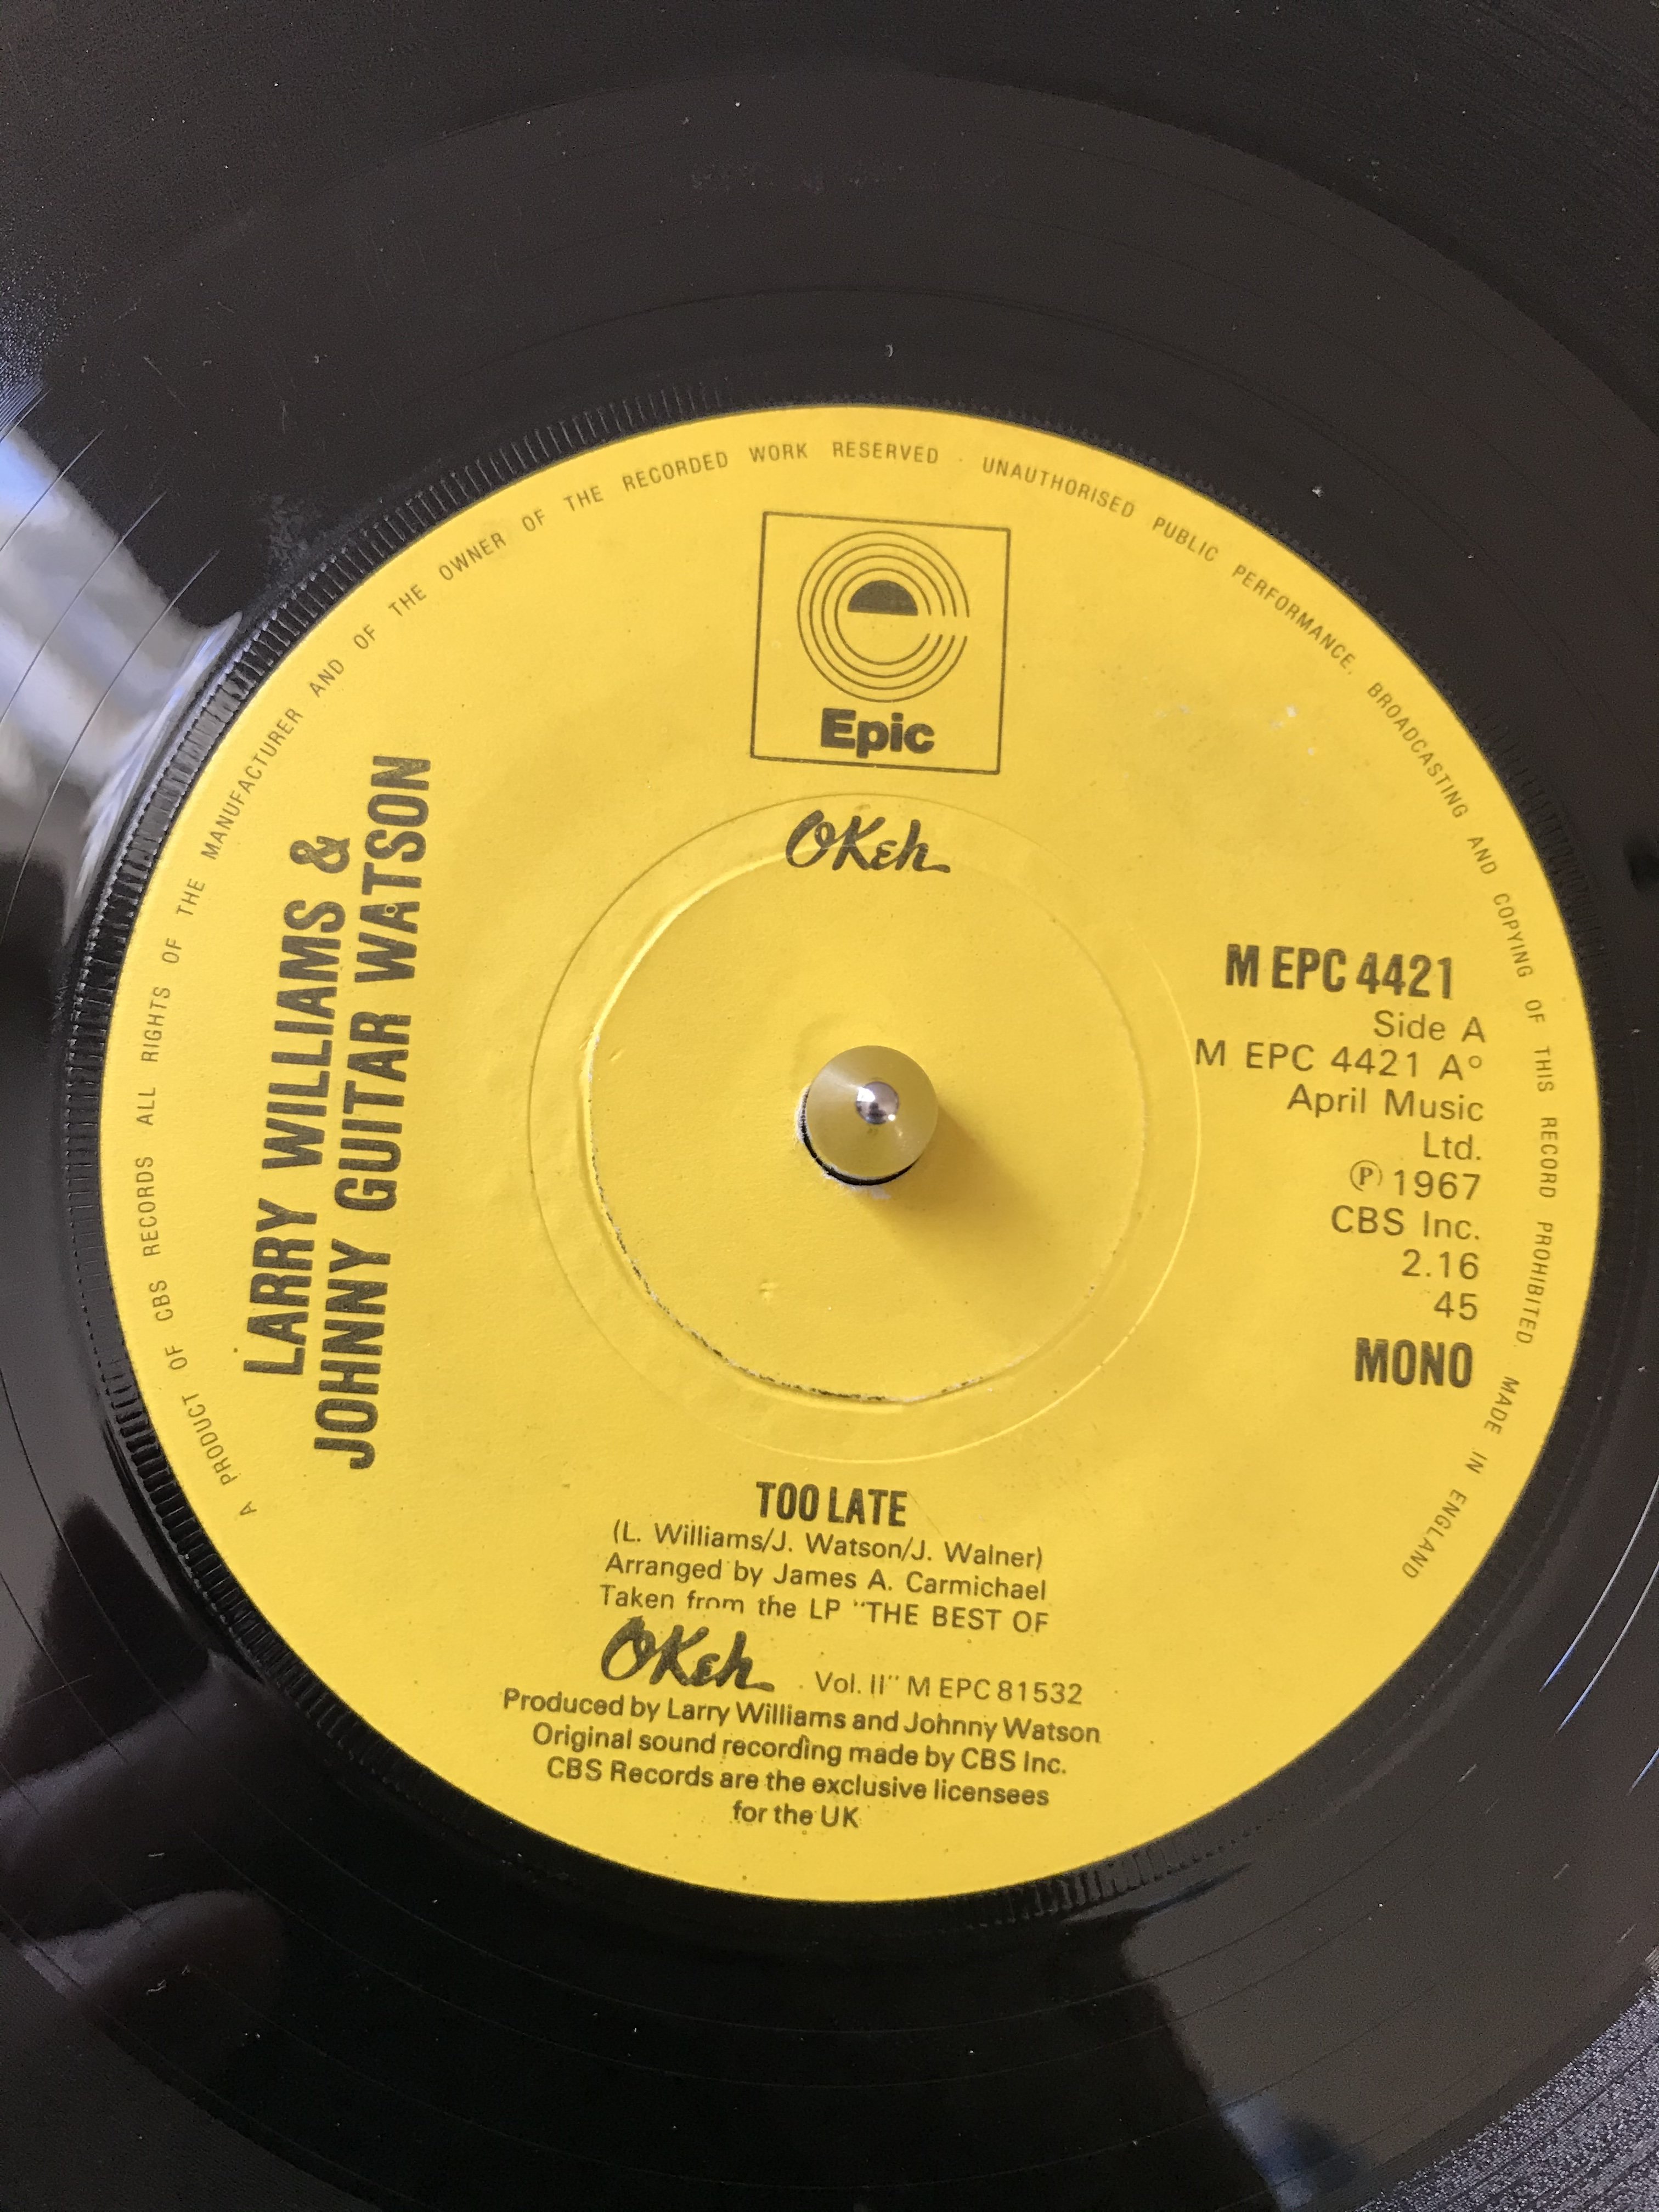 A PRODUCT OF CBS RECORDS ALL RIGHTS OF THE MANUFACTURER AND OF THE OWNER OF THE RECORDED WORK RESERVED · UNAUTHORISED PUBLIC PERFORMANCE, BROADCASTING AND COPYING OF THIS RECORD PROHIBITED. MADE IN ENGLAND
Epic
OKeh
LARRY WILLIAMS &
JOHNNY GUITAR WATSON
M EPC 4421
Side A
M EPC 4421 A°
April Music
Ltd.
℗ 1967
CBS Inc.
2.16
45
MONO
TOO LATE
(L. Williams/J. Watson/J. Walner)
Arranged by James A. Carmichael
Taken from the LP "THE BEST OF
OKeh Vol. II" M EPC 81532
Produced by Larry Williams and Johnny Watson
Original sound recording made by CBS Inc.
CBS Records are the exclusive licensees
for the UK